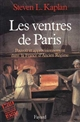 Steven L. Kaplan
Les ventres
de Paris
Pouvoir et approvisionnement
dans la France d'Ancien Régime
Fayard